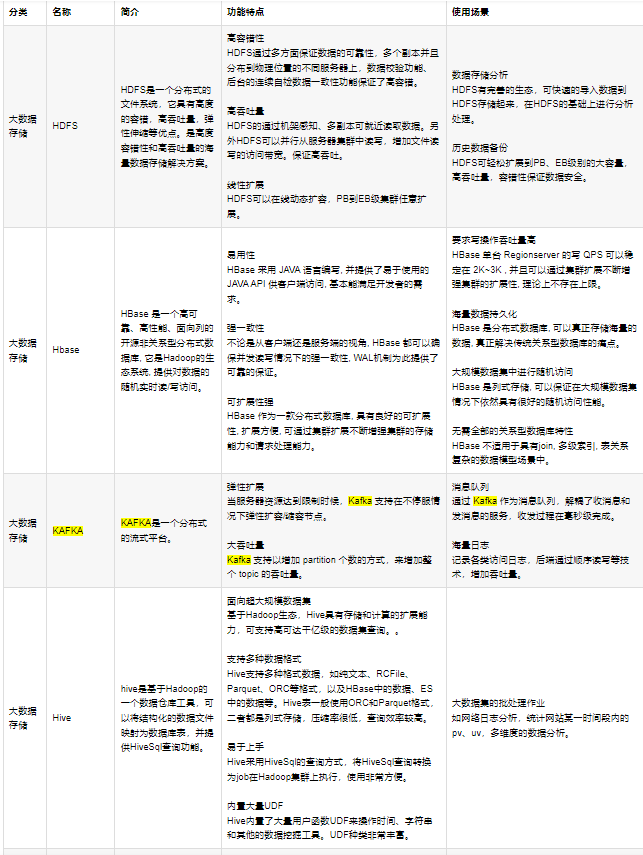 分类
名称
简介
功能特点
使用场景
大数据
存储
HDFS
HDFS是一个分布式的
文件系统，它具有高度
的容错，高吞吐量，弹
性伸缩等优点。是高度
容错性和高吞吐量的海
量数据存储解决方案。
高容错性
HDFS通过多方面保证数据的可靠性，多个副本并且
分布到物理位置的不同服务器上，数据校验功能、
后台的连续自检数据一致性功能保证了高容错。
高吞吐量
HDFS的通过机架感知、多副本可就近读取数据。另
外HDFS可以并行从服务器集群中读写，增加文件读
写的访问带宽。保证高吞吐。
线性扩展
HDFS可以在线动态扩容，PB到EB级集群任意扩
展。
数据存储分析
HDFS有完善的生态，可快速的导入数据到
HDFS存储起来，在HDFS的基础上进行分析
处理。
历史数据备份
HDFS可轻松扩展到PB、EB级别的大容量，
高吞吐量，容错性保证数据安全。
大数据
存储
Hbase
HBase 是一个高可
靠、高性能、面向列的
开源非关系型分布式数
据库, 它是Hadoop的生
态系统, 提供对数据的
随机实时读/写访问。
易用性
HBase 采用 JAVA 语言编写, 并提供了易于使用的
JAVA API 供客户端访问, 基本能满足开发者的需
求。
强一致性
不论是从客户端还是服务端的视角, HBase 都可以确
保并发读写情况下的强一致性, WAL机制为此提供了
可靠的保证。
可扩展性强
HBase 作为一款分布式数据库, 具有良好的可扩展
性, 扩展方便, 可通过集群扩展不断增强集群的存储
能力和请求处理能力。
要求写操作吞吐量高
HBase 单台 Regionserver 的写 QPS 可以
稳定在 2K~3K , 并且可以通过集群扩展不断增
强集群的扩展性, 理论上不存在上限。
海量数据持久化
HBase 是分布式数据库, 可以真正存储海量的
数据, 真正解决传统关系型数据库的痛点。
大规模数据集中进行随机访问
HBase 是列式存储, 可以保证在大规模数据集
情况下依然具有很好的随机访问性能。
无需全部的关系型数据库特性
HBase 不适用于具有join, 多级索引, 表关系
复杂的数据模型场景中。
大数据
存储
KAFKA
KAFKA是一个分布式
的流式平台。
弹性扩展
当服务器资源达到限制时候，Kafka 支持在不停服情
况下弹性扩容/缩容节点。
大吞吐量
Kafka 支持以增加 partition 个数的方式，来增加整
个 topic 的吞吐量。
消息队列
通过 Kafka 作为消息队列，解耦了收消息和
发消息的服务，收发过程在毫秒级完成。
海量日志
记录各类访问日志，后端通过顺序读写等技
术，增加吞吐量。
大数据
存储
Hive
hive是基于Hadoop的
一个数据仓库工具，可
以将结构化的数据文件
映射为数据库表，并提
供HiveSql查询功能。
面向超大规模数据集
基于Hadoop生态，Hive具有存储和计算的扩展能
力，可支持高可达千亿级的数据集查询。。
支持多种数据格式
Hive支持多种格式数据，如纯文本、RCFile、
Parquet、ORC等格式，以及HBase中的数据、ES
中的数据等。Hive表一般使用ORC和Parquet格式，
二者都是列式存储，压缩率很低，查询效率较高。
易于上手
Hive采用HiveSql的查询方式，将HiveSql查询转换
为job在Hadoop集群上执行，使用非常方便。
内置大量UDF
Hive内置了大量用户函数UDF来操作时间、字符串
和其他的数据挖掘工具。UDF种类非常丰富。
大数据集的批处理作业
如网络日志分析，统计网站某一时间段内的
pv、uv，多维度的数据分析。